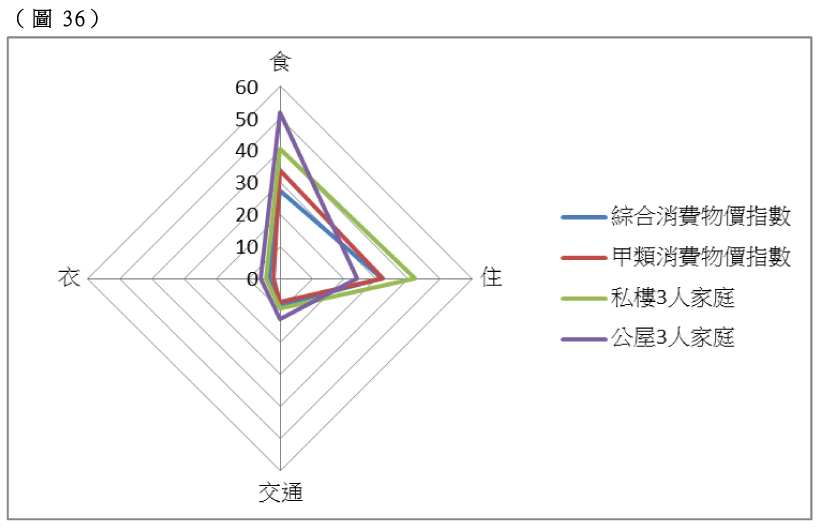 （圖 36）
食
60
50
40
30
20
10
0
衣
住
交通
綜合消費物價指數
甲類消費物價指數
私樓3人家庭
公屋3人家庭